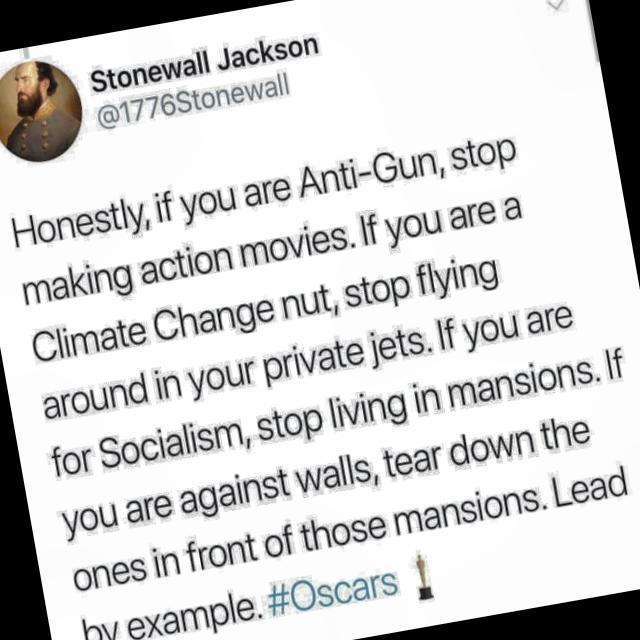 Stonewall Jackson
@1776Stonewall
Honestly, if you are Anti-Gun, stop
making action movies. If you are a
Climate Change nut, stop flying
around in your private jets. If you are
for Socialism, stop living in mansions. If
you are against walls, tear down the
ones in front of those mansions. Lead
by example. #Oscars